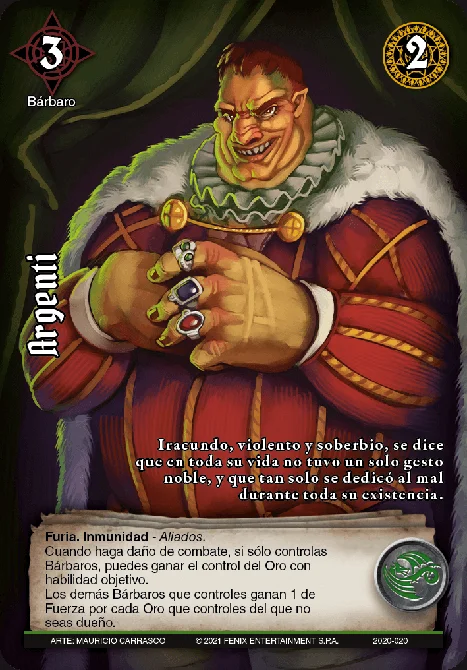 3
2
Bárbaro
Argenti
Iracundo, violento y soberbio, se dice
que en toda su vida no tuvo un solo gesto
noble, y que tan solo se dedicó al mal
durante toda su existencia.
Furia. Inmunidad - Aliados.
Cuando haga daño de combate, si sólo controlas
Bárbaros, puedes ganar el control del Oro con
habilidad objetivo.
Los demás Bárbaros que controles ganan 1 de
Fuerza por cada Oro que controles del que no
seas dueño.
ARTE: MAURICIO CARRASCO © 2021 FENIX ENTERTAINMENT S.P.A. 2020-020